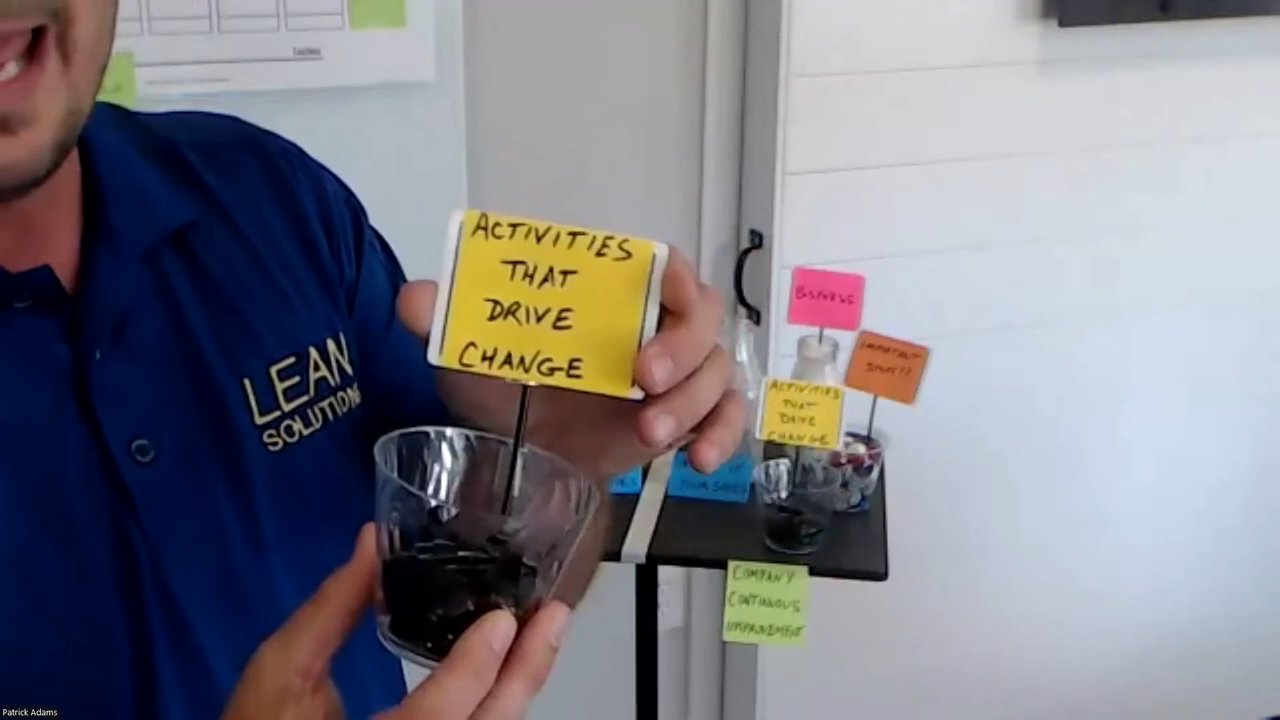 LEAN
SOLUTIONS
ACTIVITIES
THAT
DRIVE
CHANGE
BUSINESS
ACTIVITIES
THAT
DRIVE
CHANGE
COMPANY
CONTINUOUS
IMPROVEMENT
Patrick Adams